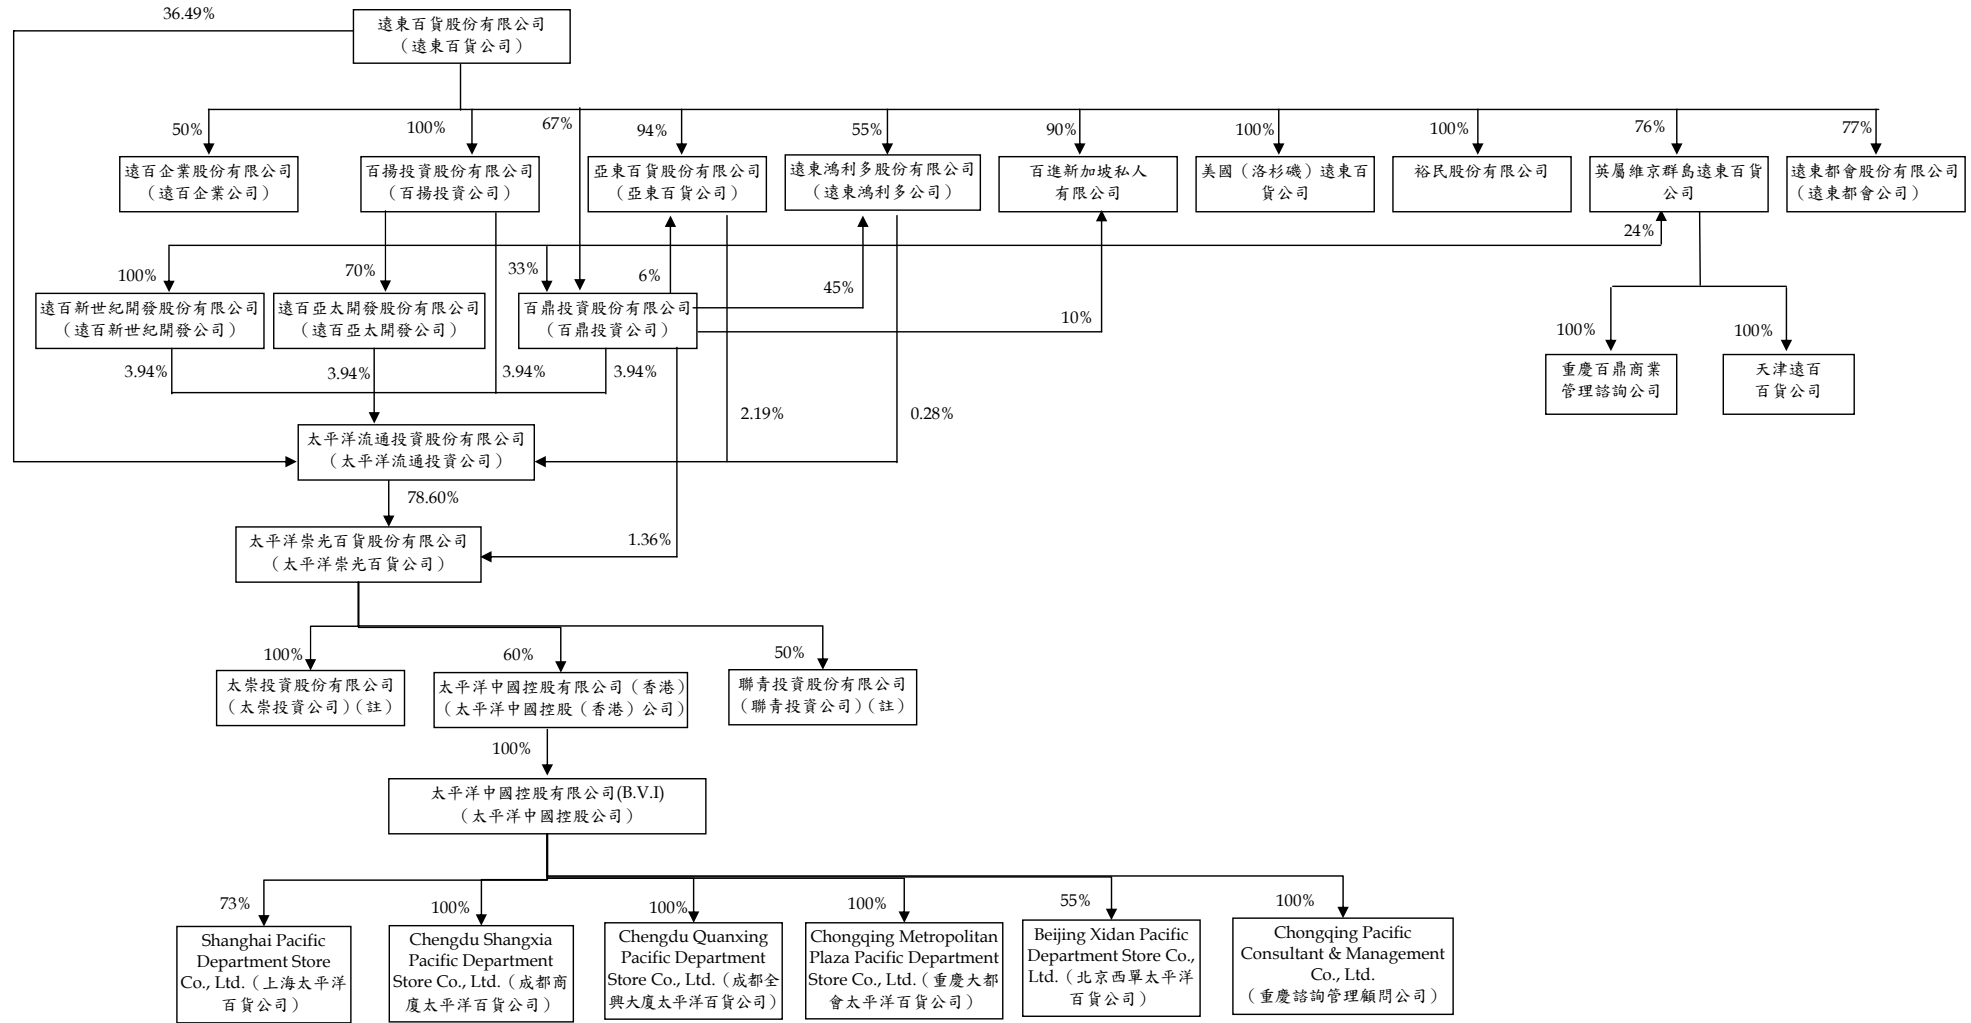 36.49%
遠東百貨股份有限公司
（遠東百貨公司）
50%
100%
67%
94%
55%
90%
100%
100%
76%
77%
遠百企業股份有限公司
（遠百企業公司）
百揚投資股份有限公司
（百揚投資公司）
亞東百貨股份有限公司
（亞東百貨公司）
遠東鴻利多股份有限公司
（遠東鴻利多公司）
百進新加坡私人
有限公司
美國（洛杉磯）遠東百
貨公司
裕民股份有限公司
英屬維京群島遠東百貨
公司
遠東都會股份有限公司
（遠東都會公司）
24%
100%
70%
33%
6%
45%
10%
遠百新世紀開發股份有限公司
（遠百新世紀開發公司）
遠百亞太開發股份有限公司
（遠百亞太開發公司）
百鼎投資股份有限公司
（百鼎投資公司）
100%
100%
重慶百鼎商業
管理諮詢公司
天津遠百
百貨公司
3.94%
3.94%
3.94%
3.94%
2.19%
0.28%
太平洋流通投資股份有限公司
（太平洋流通投資公司）
78.60%
太平洋崇光百貨股份有限公司
（太平洋崇光百貨公司）
1.36%
100%
60%
50%
太崇投資股份有限公司
（太崇投資公司）（註）
太平洋中國控股有限公司（香港）
（太平洋中國控股（香港）公司）
聯青投資股份有限公司
（聯青投資公司）（註）
100%
太平洋中國控股有限公司(B.V.I)
（太平洋中國控股公司）
73%
100%
100%
100%
55%
100%
Shanghai Pacific
Department Store
Co., Ltd.（上海太平洋
百貨公司）
Chengdu Shangxia
Pacific Department
Store Co., Ltd.（成都商
廈太平洋百貨公司）
Chengdu Quanxing
Pacific Department
Store Co., Ltd.（成都全
興大廈太平洋百貨公司）
Chongqing Metropolitan
Plaza Pacific Department
Store Co., Ltd.（重慶大都
會太平洋百貨公司）
Beijing Xidan Pacific
Department Store Co.,
Ltd.（北京西單太平洋
百貨公司）
Chongqing Pacific
Consultant & Management
Co., Ltd.
（重慶諮詢管理顧問公司）